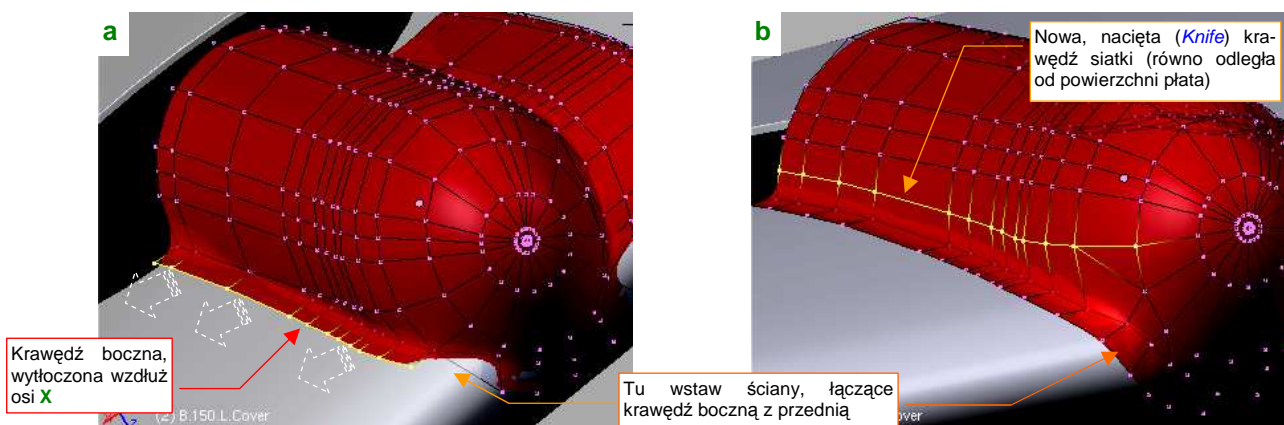 a
b
Nowa, nacięta (Knife) kra-
wędź siatki (równo odległa
od powierzchni płata)
Krawędź boczna,
wytłoczona wzdłuż
osi X
Tu wstaw ściany, łączące
krawędź boczną z przednią
(2) B.150.L.Cover
over